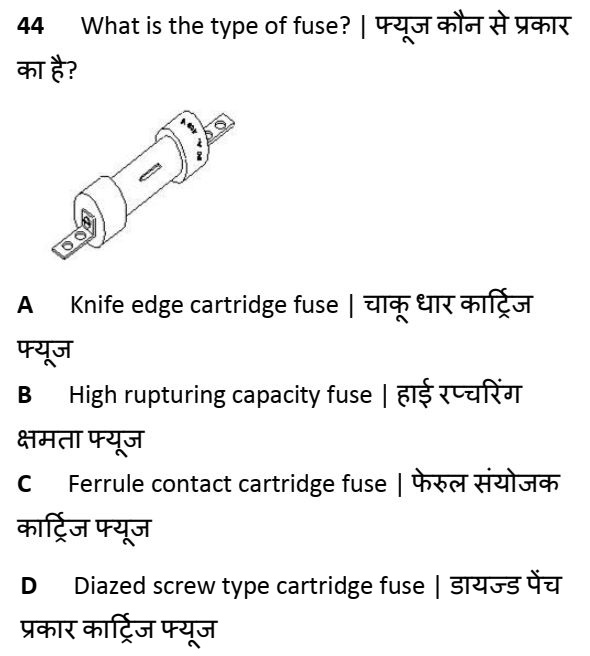 44 What is the type of fuse? | फ्यूज कौन से प्रकार
का है?
A Knife edge cartridge fuse | चाकू धार कार्ट्रिज
फ्यूज
B High rupturing capacity fuse | हाई रप्चरिंग
क्षमता फ्यूज
C Ferrule contact cartridge fuse | फेरुल संयोजक
कार्ट्रिज फ्यूज
D Diazed screw type cartridge fuse | डायज्ड पेंच
प्रकार कार्ट्रिज फ्यूज